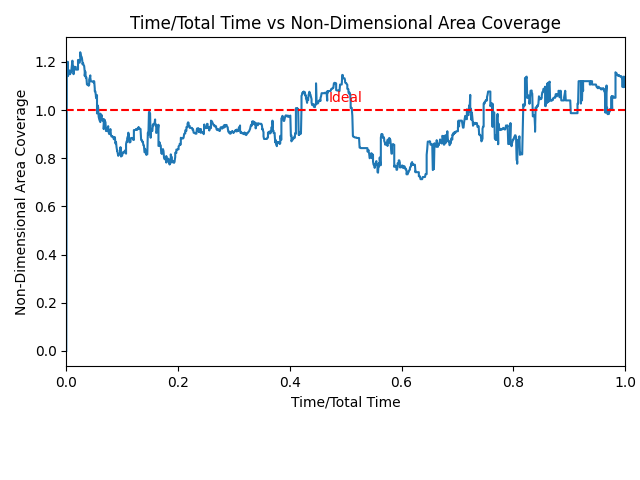 Time/Total Time vs Non-Dimensional Area Coverage
Non-Dimensional Area Coverage
1.2
1.0
0.8
0.6
0.4
0.2
0.0
Ideal
0.0 0.2 0.4 0.6 0.8 1.0
Time/Total Time